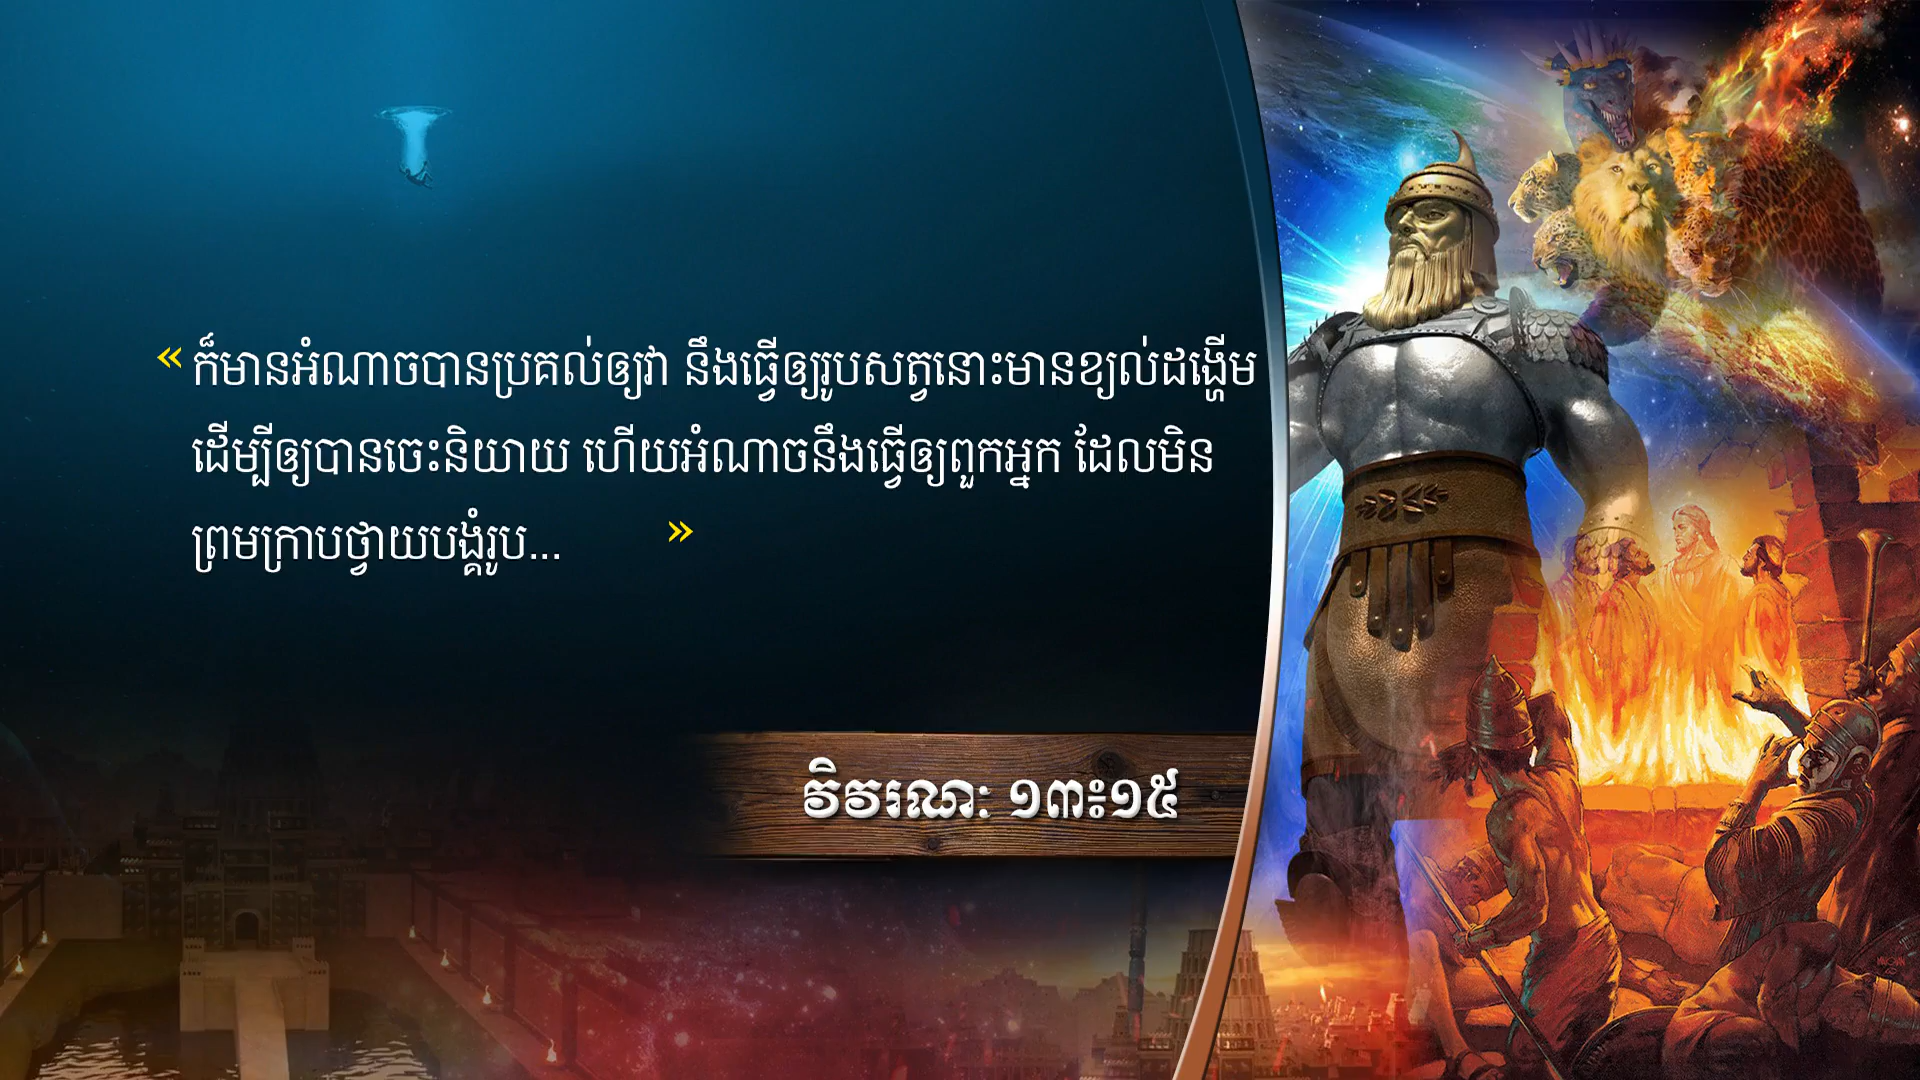 « ក៏មានអំណាចបានប្រគល់ឲ្យវា នឹងធ្វើឲ្យរូបសត្វនោះមានខ្យល់ដង្ហើម
ដើម្បីឲ្យបានចេះនិយាយ ហើយអំណាចនឹងធ្វើឲ្យពួកអ្នក ដែលមិន
ព្រមក្រាបថ្វាយបង្គំរូប... »
វិវរណៈ ១៣៖១៥